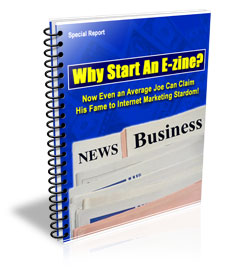 Special Report
Why Start An E-zine?
Now Even an Average Joe Can Claim
His Fame to Internet Marketing Stardom!
NEWS
Business